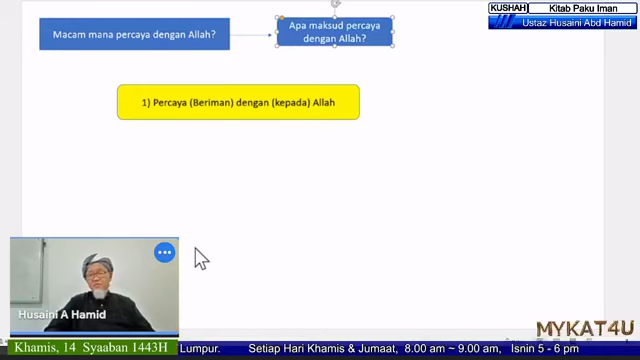 Macam mana percaya dengan Allah?
Apa maksud percaya
dengan Allah?
KUSHAH
Kitab Paku Iman
Ustaz Husaini Abd Hamid
1) Percaya (Beriman) dengan (kepada) Allah
Husaini A Hamid
MYKAT4U
Khamis, 14 Syaaban 1443H
Lumpur. Setiap Hari Khamis & Jumaat, 8.00 am ~ 9.00 am, Isnin 5 - 6 pm